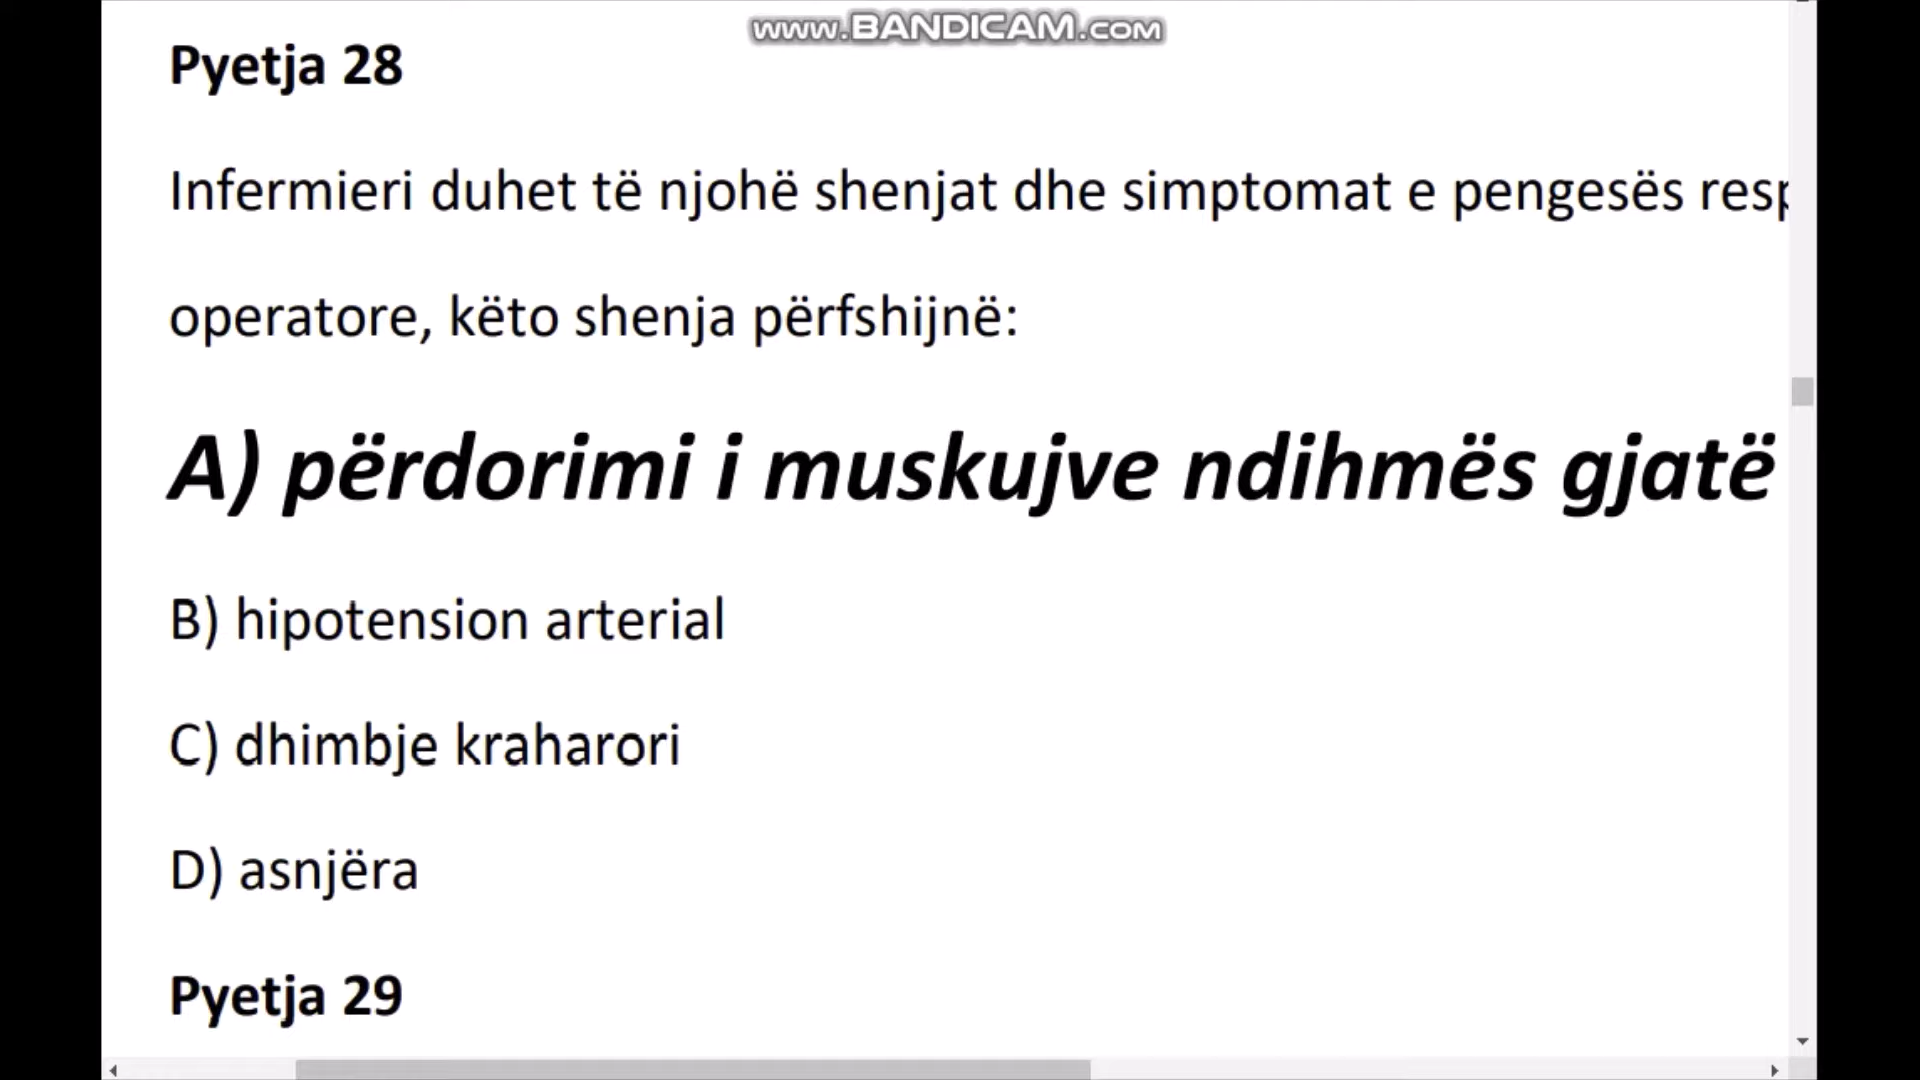 www.BANDICAM.com
Pyetja 28
Infermieri duhet të njohë shenjat dhe simptomat e pengesës
operatore, këto shenja përfshijnë:
A) përdorimi i muskujve ndihmës gjatë
B) hipotension arterial
C) dhimbje kraharori
D) asnjëra
Pyetja 29